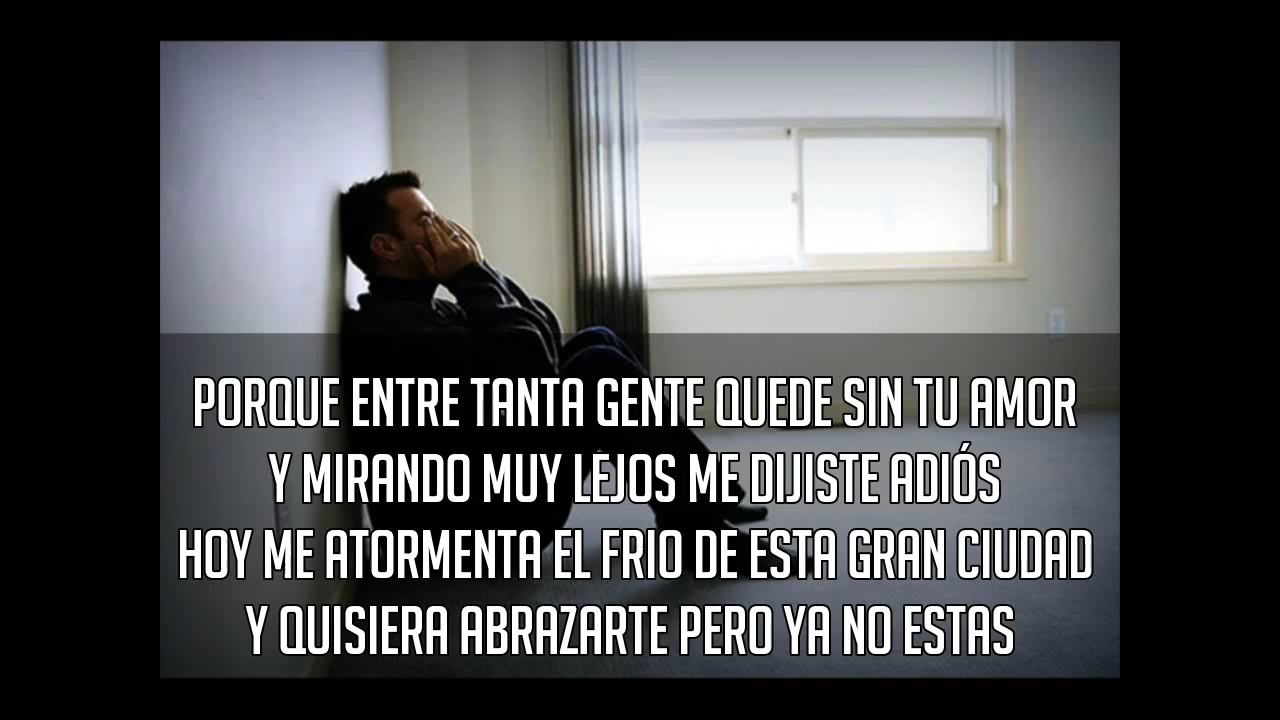 PORQUE ENTRE TANTA GENTE QUEDE SIN TU AMOR
Y MIRANDO MUY LEJOS ME DIJISTE ADIÓS
HOY ME ATORMENTA EL FRIO DE ESTA GRAN CIUDAD
Y QUISIERA ABRAZARTE PERO YA NO ESTAS